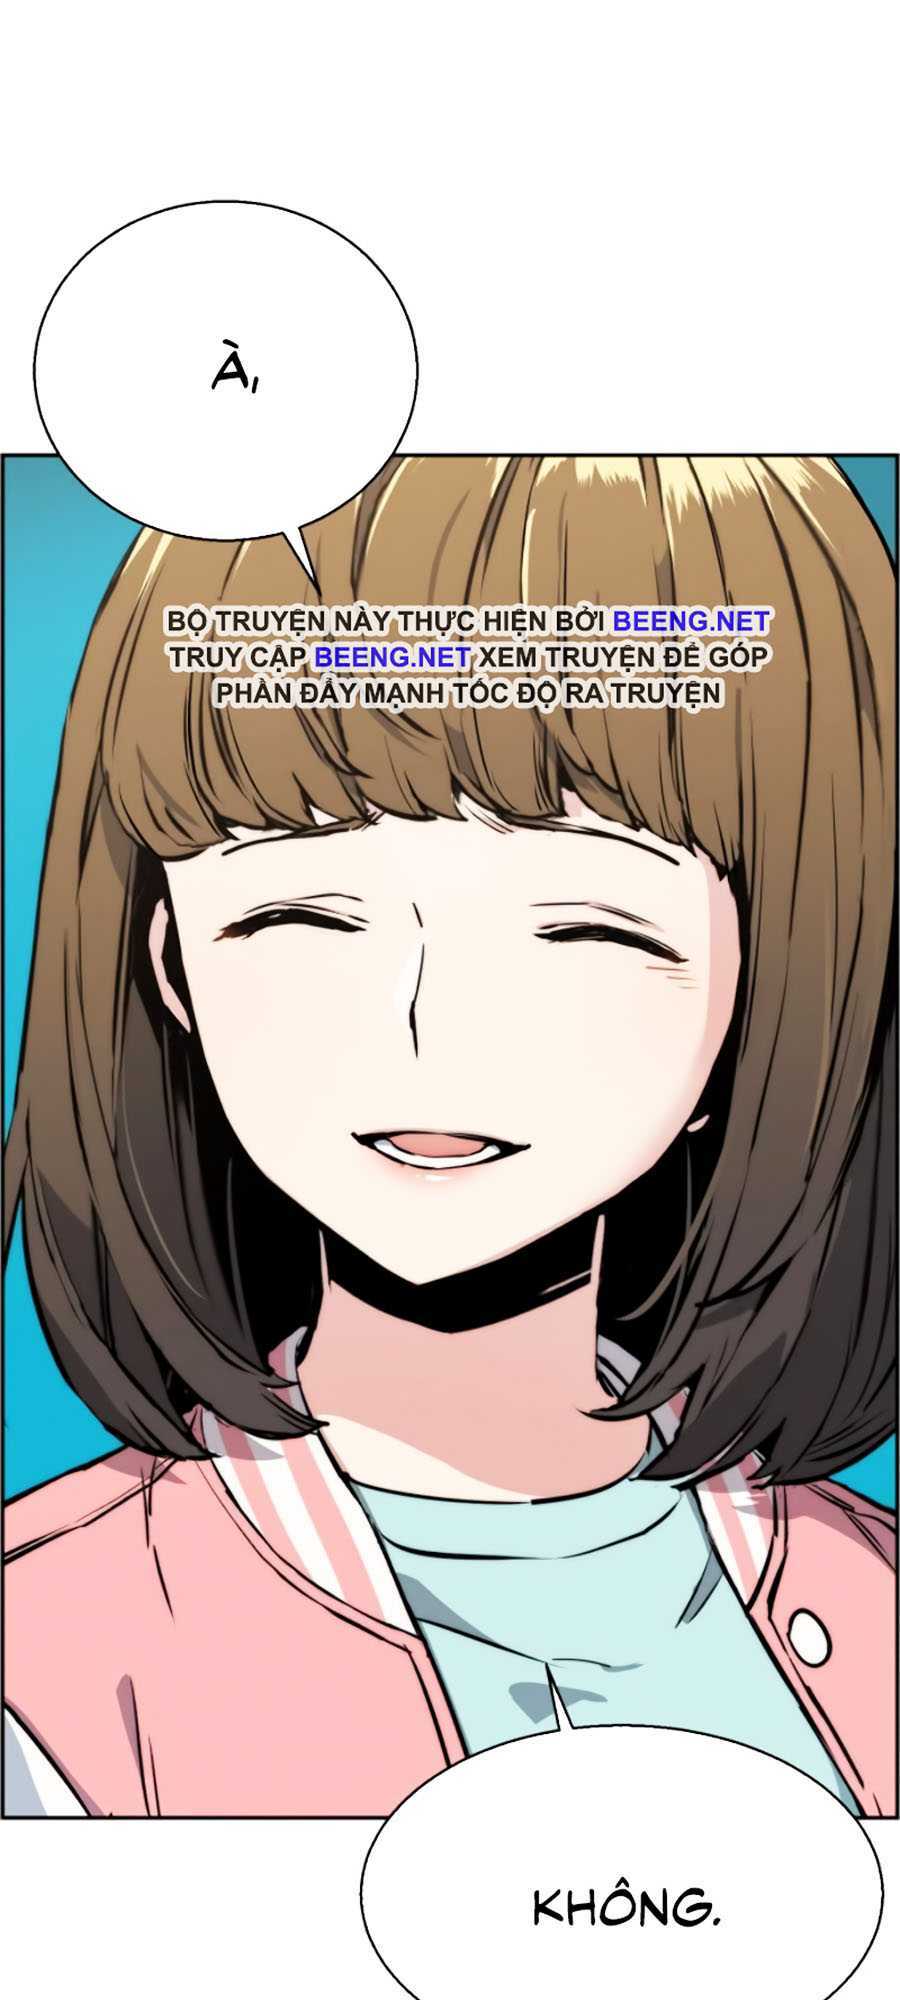 À,
BỘ TRUYỆN NÀY THỰC HIỆN BỞI BEENG.NET
TRUY CẬP BEENG.NET XEM TRUYỆN ĐỂ GÓP
PHẦN ĐẨY MẠNH TỐC ĐỘ RA TRUYỆN
KHÔNG.